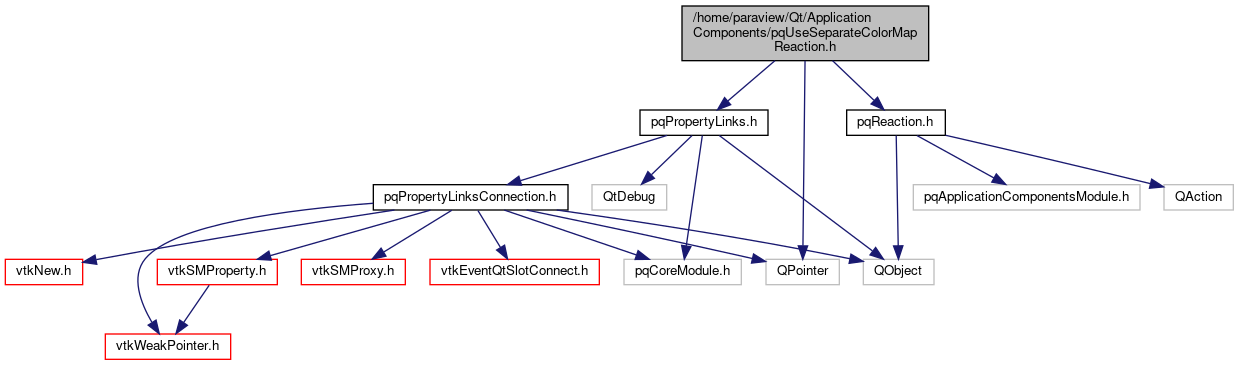 /home/paraview/Qt/Application
Components/pqUseSeparateColorMap
Reaction.h
pqPropertyLinks.h
pqReaction.h
pqPropertyLinksConnection.h
QtDebug
pqApplicationComponentsModule.h
QAction
vtkNew.h
vtkSMProperty.h
vtkSMProxy.h
vtkEventQtSlotConnect.h
pqCoreModule.h
QPointer
QObject
vtkWeakPointer.h